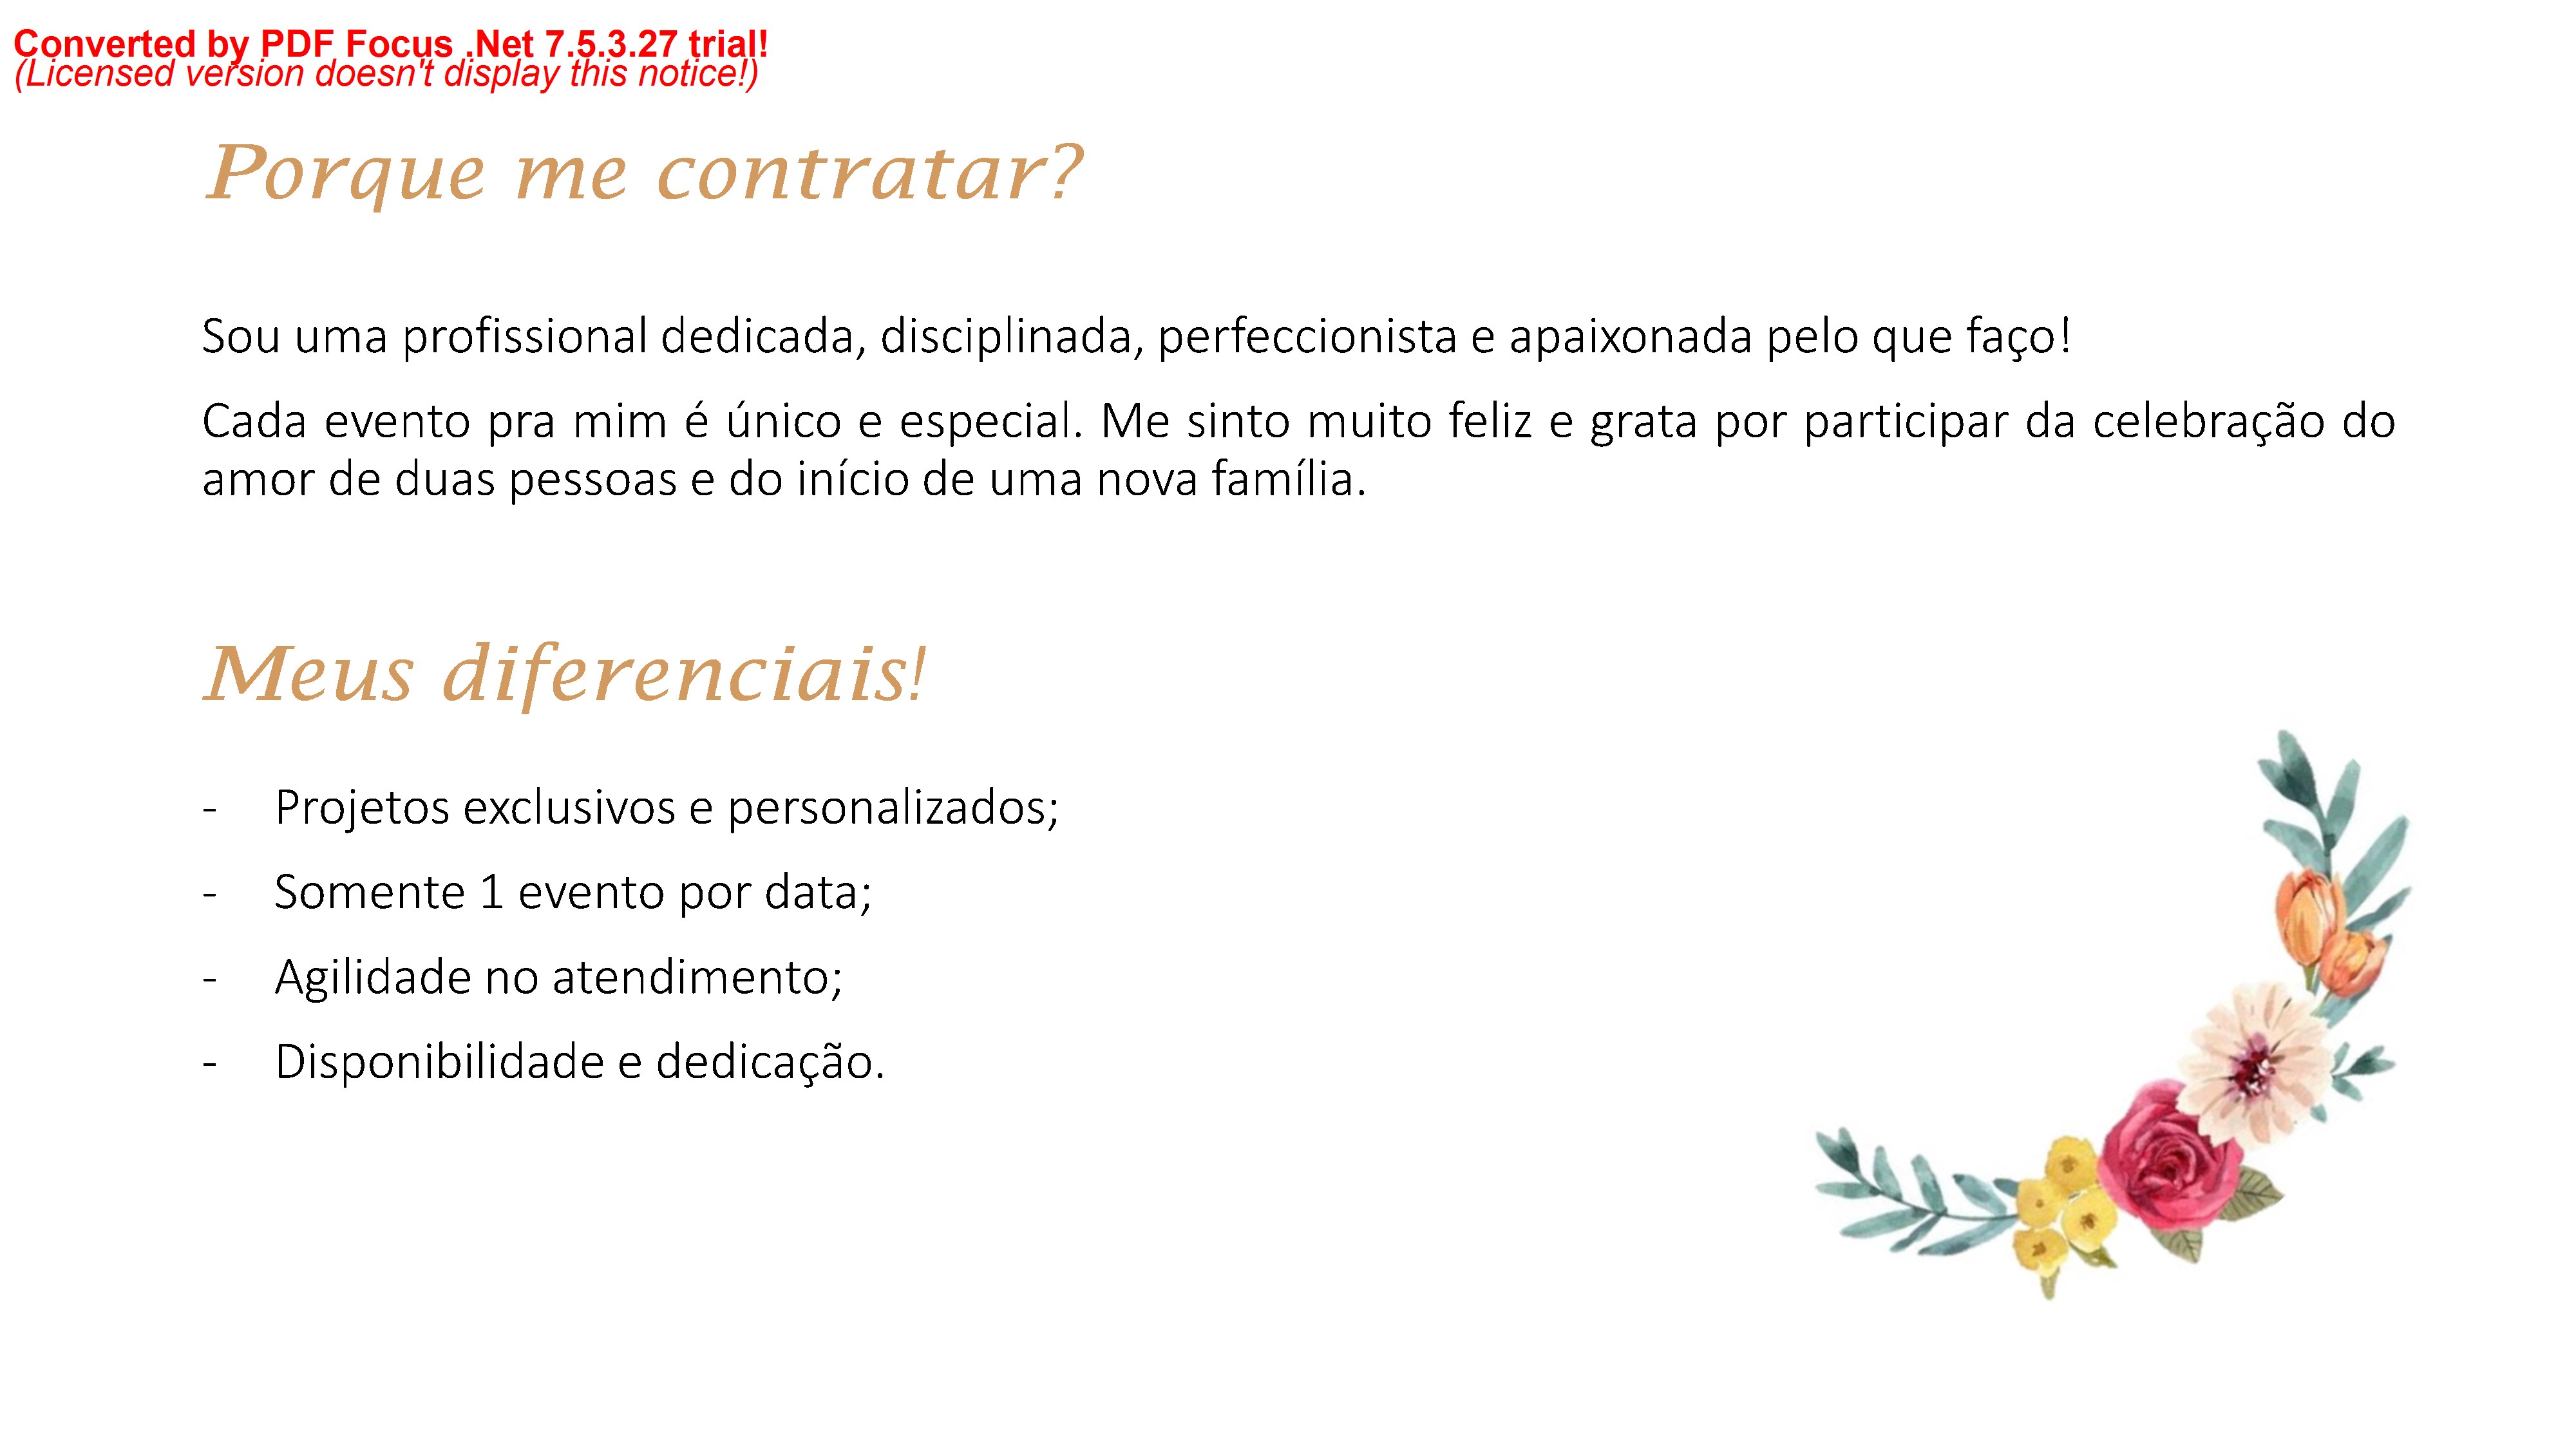 Converted by PDF Focus .Net 7.5.3.27 trial!
(Licensed version doesn't display this notice!)
Porque me contratar?
Sou uma profissional dedicada, disciplinada, perfeccionista e apaixonada pelo que faço!
Cada evento pra mim é único e especial. Me sinto muito feliz e grata por participar da celebração do
amor de duas pessoas e do início de uma nova família.
Meus diferenciais!
- Projetos exclusivos e personalizados;
- Somente 1 evento por data;
- Agilidade no atendimento;
- Disponibilidade e dedicação.